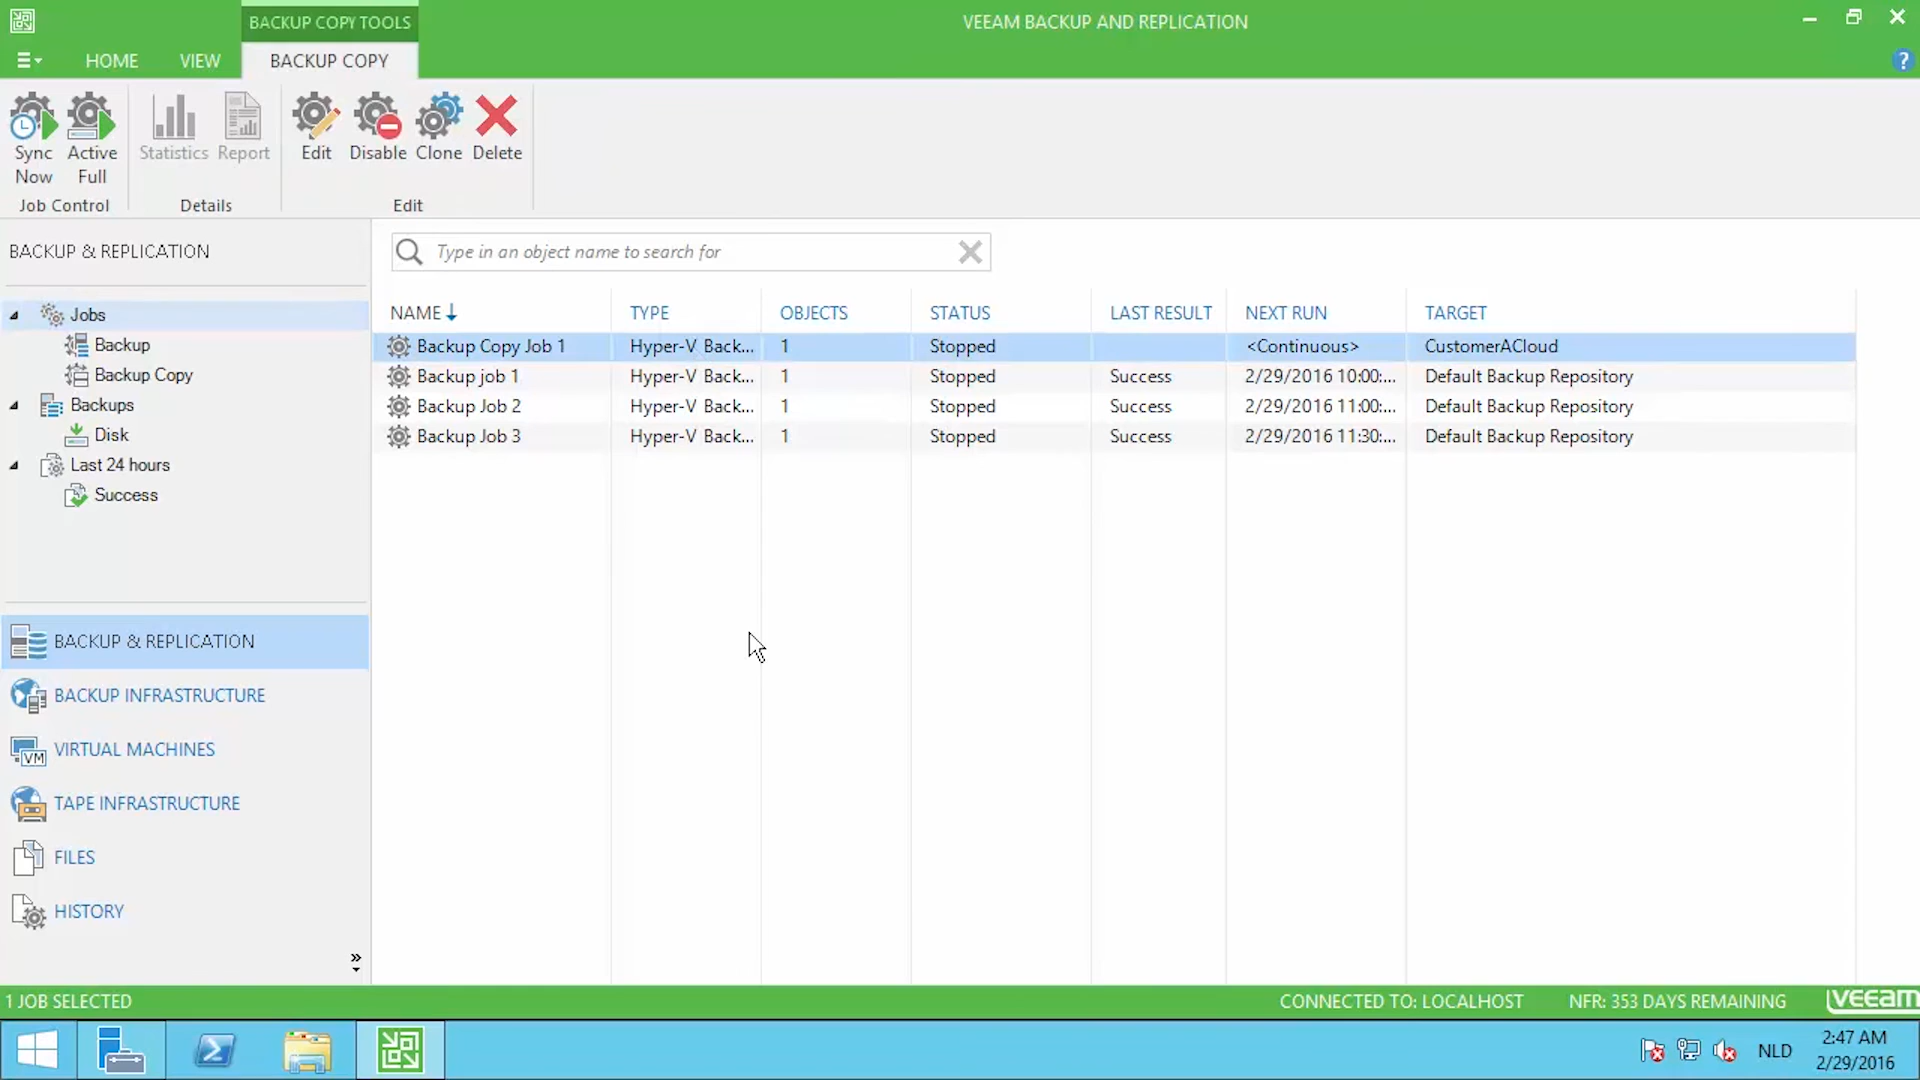 BACKUP COPY TOOLS
VEEAM BACKUP AND REPLICATION
HOME VIEW BACKUP COPY
?
Sync Now
Active Full
Statistics
Report
Edit
Disable
Clone
Delete
Job Control
Details
Edit
BACKUP & REPLICATION
Jobs
Backup
Backup Copy
Backups
Disk
Last 24 hours
Success
Type in an object name to search for
NAME TYPE OBJECTS STATUS LAST RESULT NEXT RUN TARGET
Backup Copy Job 1 Hyper-V Back... 1 Stopped <Continuous> CustomerACloud
Backup job 1 Hyper-V Back... 1 Stopped Success 2/29/2016 10:00:... Default Backup Repository
Backup Job 2 Hyper-V Back... 1 Stopped Success 2/29/2016 11:00:... Default Backup Repository
Backup Job 3 Hyper-V Back... 1 Stopped Success 2/29/2016 11:30:... Default Backup Repository
BACKUP & REPLICATION
BACKUP INFRASTRUCTURE
VM
VIRTUAL MACHINES
TAPE INFRASTRUCTURE
FILES
HISTORY
1 JOB SELECTED
CONNECTED TO: LOCALHOST
NFR: 353 DAYS REMAINING
veeam
NLD
2:47 AM
2/29/2016